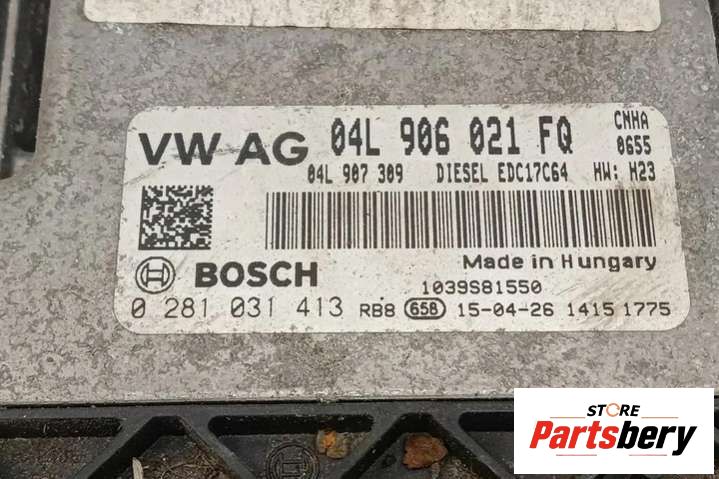 VW AG 04L 906 021 FQ CNHA
0655
04L 907 309 DIESEL EDC17C64 HW: H23
Made in Hungary
BOSCH 1039S81550
0 281 031 413 RB8 658 15-04-26 1415 1775
STORE
Partsbery